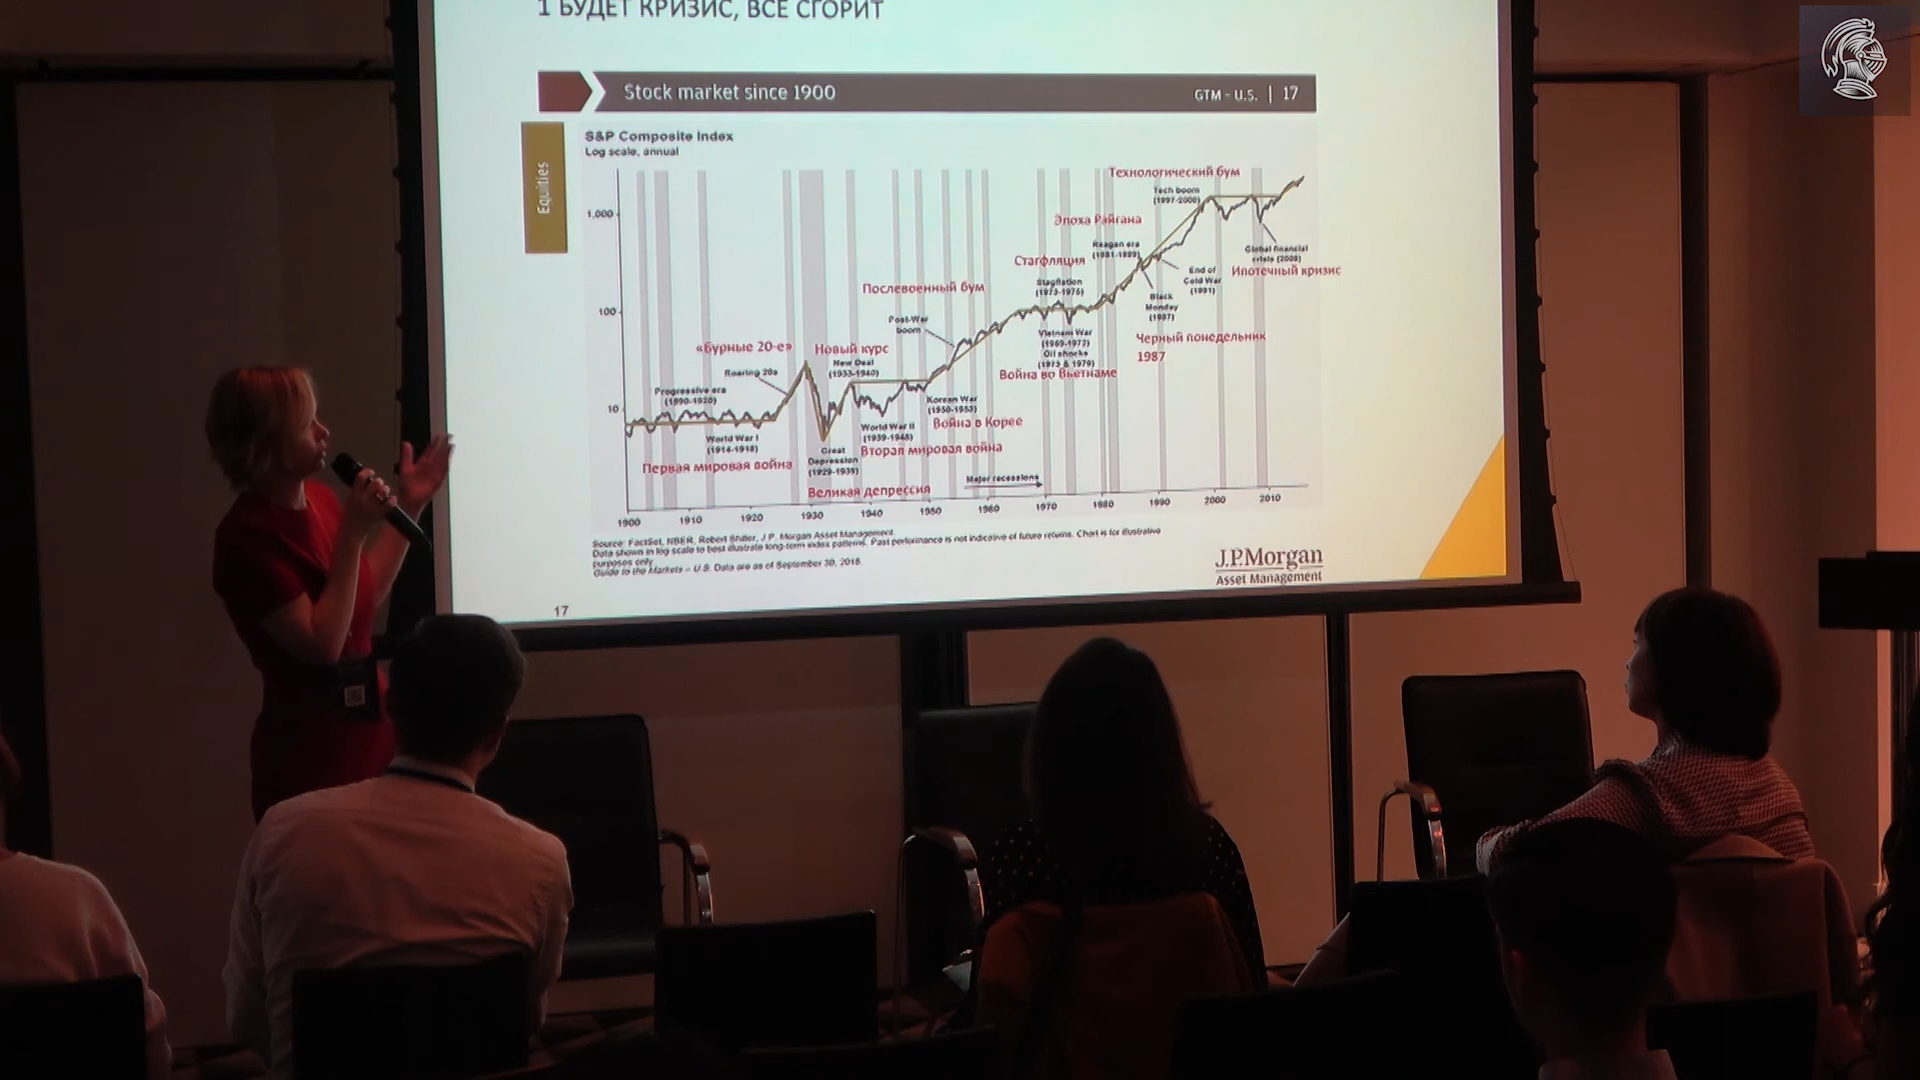 1 БУДЕТ КРИЗИС, ВСЕ СГОРИТ
Stock market since 1900
GTM – U.S. | 17
Equities
S&P Composite Index
Log scale, annual
1,000
100
10
Технологический бум
Tech boom
(1997-2000)
Эпоха Рэйгана
Reagan era
(1981-1989)
Стагфляция
Stagflation
(1973-1975)
Global financial
crisis (2008)
Ипотечный кризис
End of
Cold War
(1991)
Послевоенный бум
Post-War
boom
Black
Monday
(1987)
Черный понедельник
1987
Vietnam War
(1969-1972)
Oil shocks
(1973 & 1979)
Война во Вьетнаме
«Бурные 20-е»
Roaring 20s
Новый курс
New Deal
(1933-1940)
Progressive era
(1890-1920)
Korean War
(1950-1953)
Война в Корее
World War I
(1914-1918)
Первая мировая война
World War II
(1939-1945)
Вторая мировая война
Great
Depression
(1929-1939)
Великая депрессия
Major recessions
1900 1910 1920 1930 1940 1950 1960 1970 1980 1990 2000 2010
Source: FactSet, NBER, Robert Shiller, J.P. Morgan Asset Management.
Data shown in log scale to best illustrate long-term index patterns. Past performance is not indicative of future returns. Chart is for illustrative
purposes only.
Guide to the Markets – U.S. Data are as of September 30, 2016.
J.P.Morgan
Asset Management
17